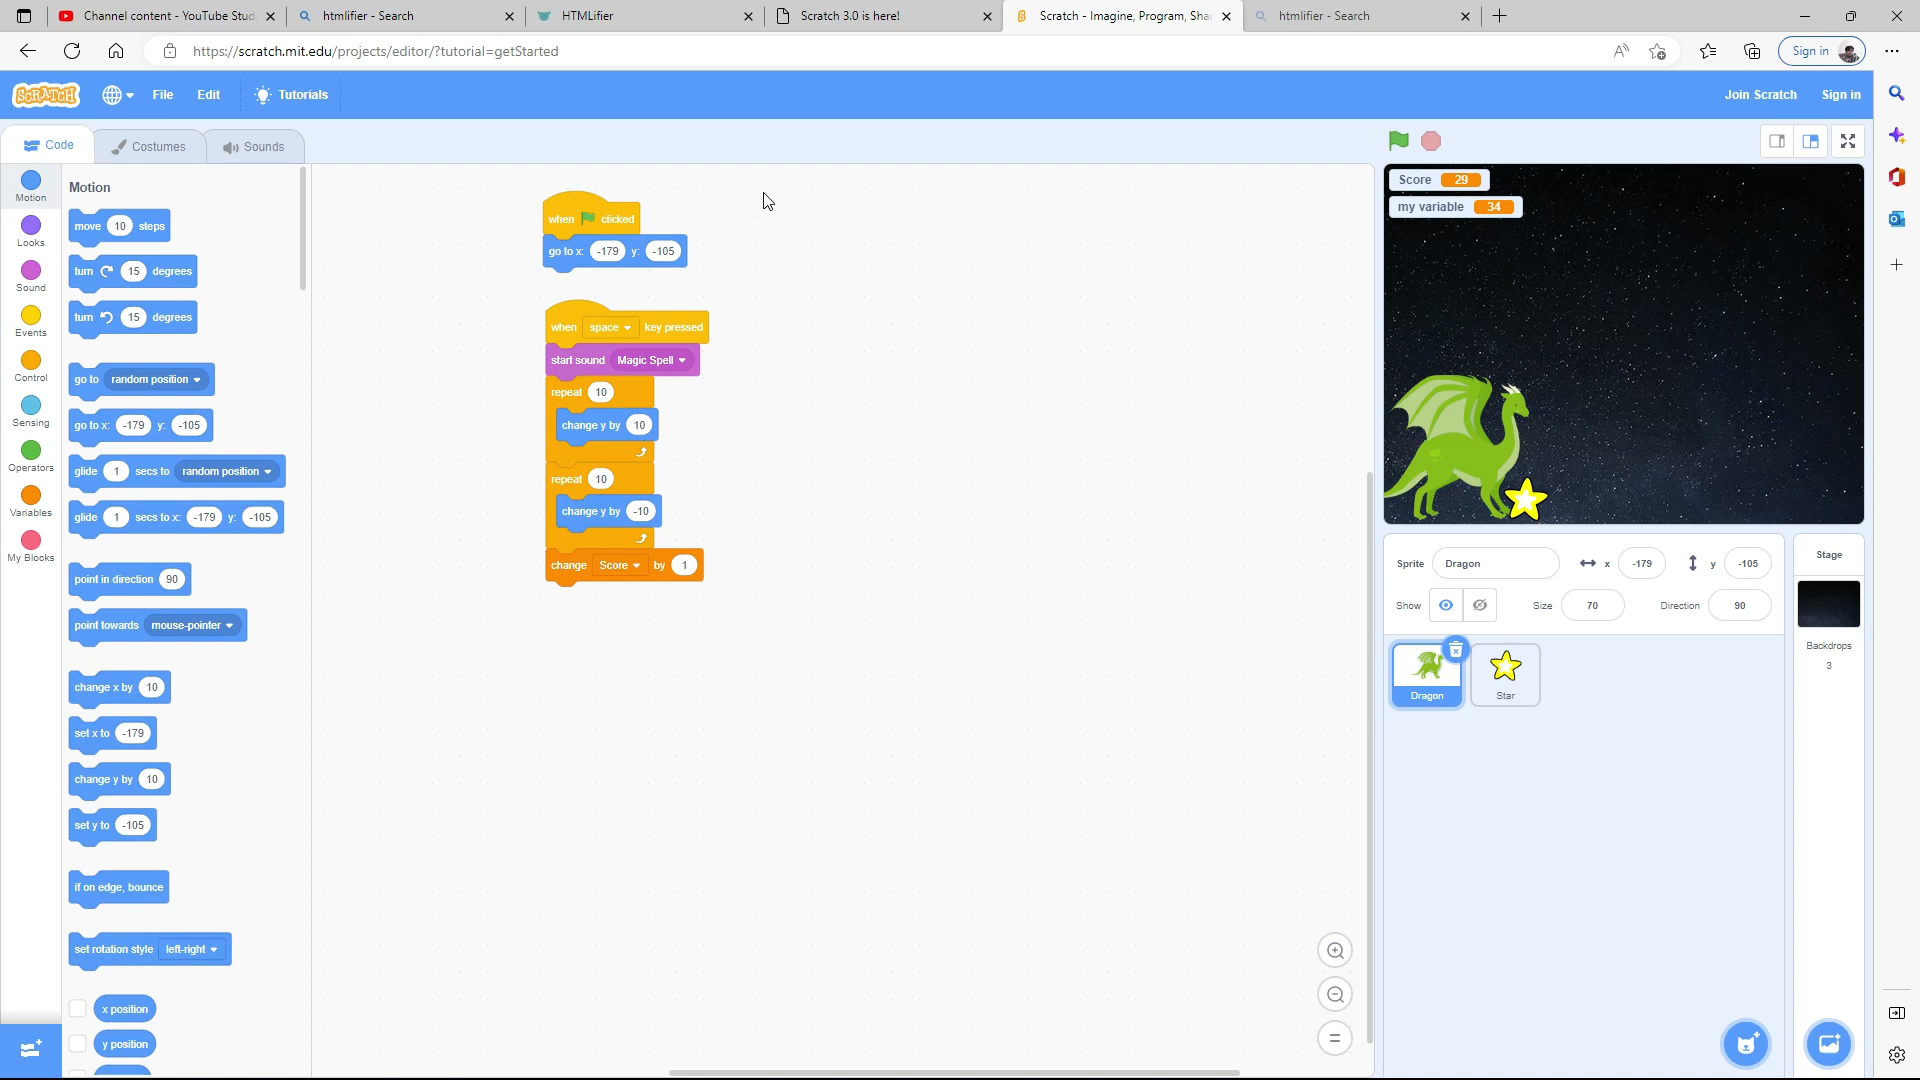 Channel content - YouTube Stud
htmlifier - Search
HTMLifier
Scratch 3.0 is here!
Scratch - Imagine, Program, Sha
htmlifier - Search
https://scratch.mit.edu/projects/editor/?tutorial=getStarted
Sign in
SCRATCH
File
Edit
Tutorials
Join Scratch
Sign in
Code
Costumes
Sounds
Motion
Looks
Sound
Events
Control
Sensing
Operators
Variables
My Blocks
Motion
move 10 steps
turn 15 degrees
turn 15 degrees
go to random position
go to x: -179 y: -105
glide 1 secs to random position
glide 1 secs to x: -179 y: -105
point in direction 90
point towards mouse-pointer
change x by 10
set x to -179
change y by 10
set y to -105
if on edge, bounce
set rotation style left-right
x position
y position
when clicked
go to x: -179 y: -105
when space key pressed
start sound Magic Spell
repeat 10
change y by 10
repeat 10
change y by -10
change Score by 1
Score 29
my variable 34
Sprite Dragon x -179 y -105
Show Size 70 Direction 90
Dragon
Star
Stage
Backdrops
3